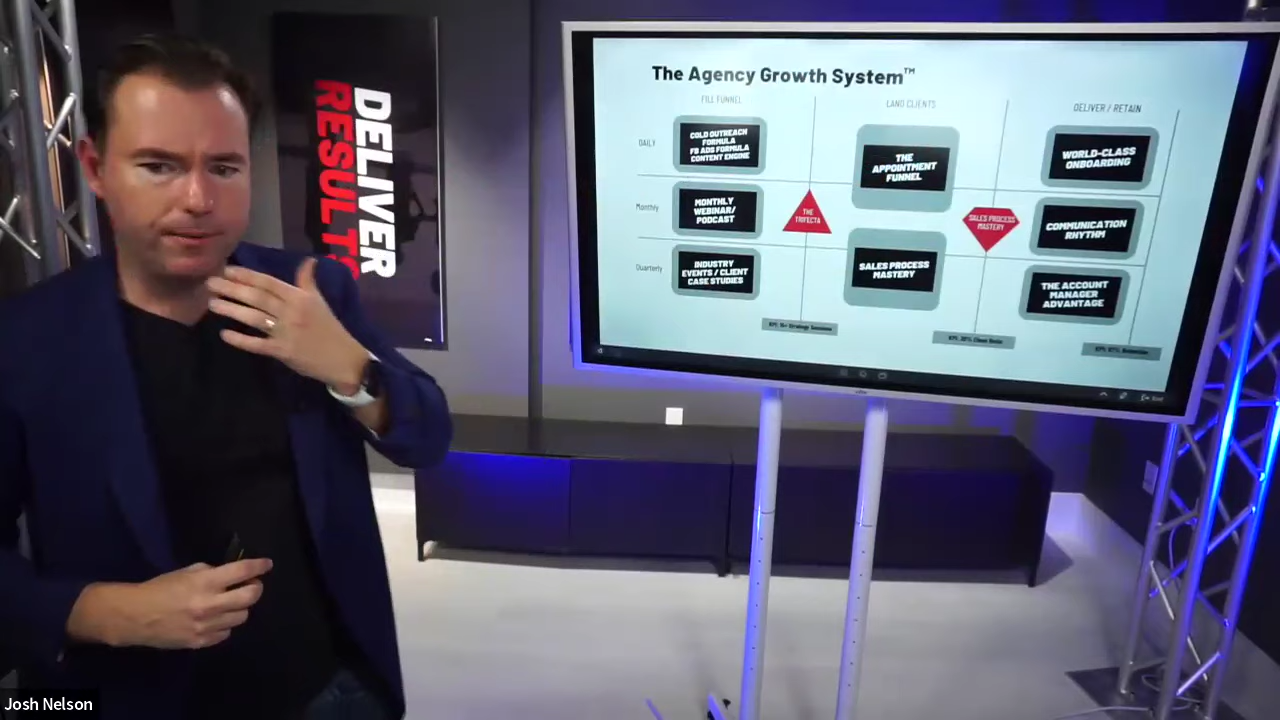 DELIVER
RESULTS
The Agency Growth System™
FILL FUNNEL
LAND CLIENTS
DELIVER / RETAIN
DAILY
COLD OUTREACH
FORMULA
FB ADS FORMULA
CONTENT ENGINE
THE
APPOINTMENT
FUNNEL
WORLD-CLASS
ONBOARDING
Monthly
MONTHLY
WEBINAR/
PODCAST
THE
TRIFECTA
SALES PROCESS
MASTERY
COMMUNICATION
RHYTHM
Quarterly
INDUSTRY
EVENTS / CLIENT
CASE STUDIES
SALES PROCESS
MASTERY
THE ACCOUNT
MANAGER
ADVANTAGE
Josh Nelson